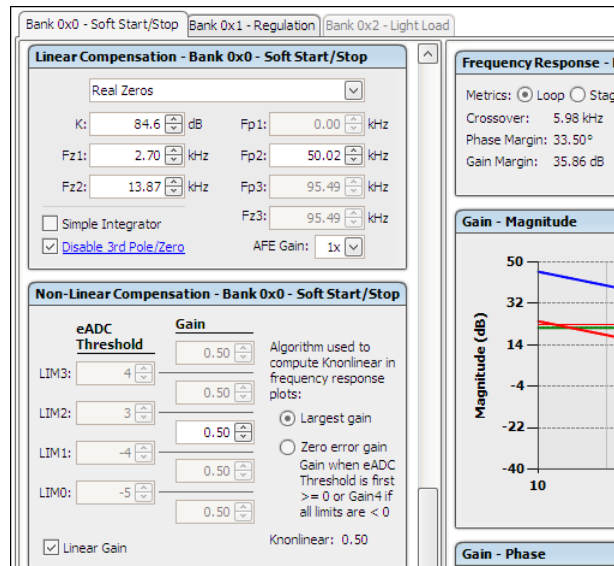 Bank 0x0 - Soft Start/Stop Bank 0x1 - Regulation Bank 0x2 - Light Load
Linear Compensation - Bank 0x0 - Soft Start/Stop
Real Zeros
K: 84.6 dB Fp1: 0.00 kHz
Fz1: 2.70 kHz Fp2: 50.02 kHz
Fz2: 13.87 kHz Fp3: 95.49 kHz
Simple Integrator Fz3: 95.49 kHz
Disable 3rd Pole/Zero AFE Gain: 1x
Non-Linear Compensation - Bank 0x0 - Soft Start/Stop
eADC
Threshold
Gain
LIM3: 4
LIM2: 3
LIM1: -4
LIM0: -5
0.50
0.50
0.50
0.50
0.50
Algorithm used to
compute Knonlinear in
frequency response
plots:
Largest gain
Zero error gain
Gain when eADC
Threshold is first
>= 0 or Gain4 if
all limits are < 0
Linear Gain
Knonlinear: 0.50
Frequency Response -
Metrics: Loop Stag
Crossover: 5.98 kHz
Phase Margin: 33.50°
Gain Margin: 35.86 dB
Gain - Magnitude
Magnitude (dB)
50
32
14
-4
-22
-40
10
Gain - Phase